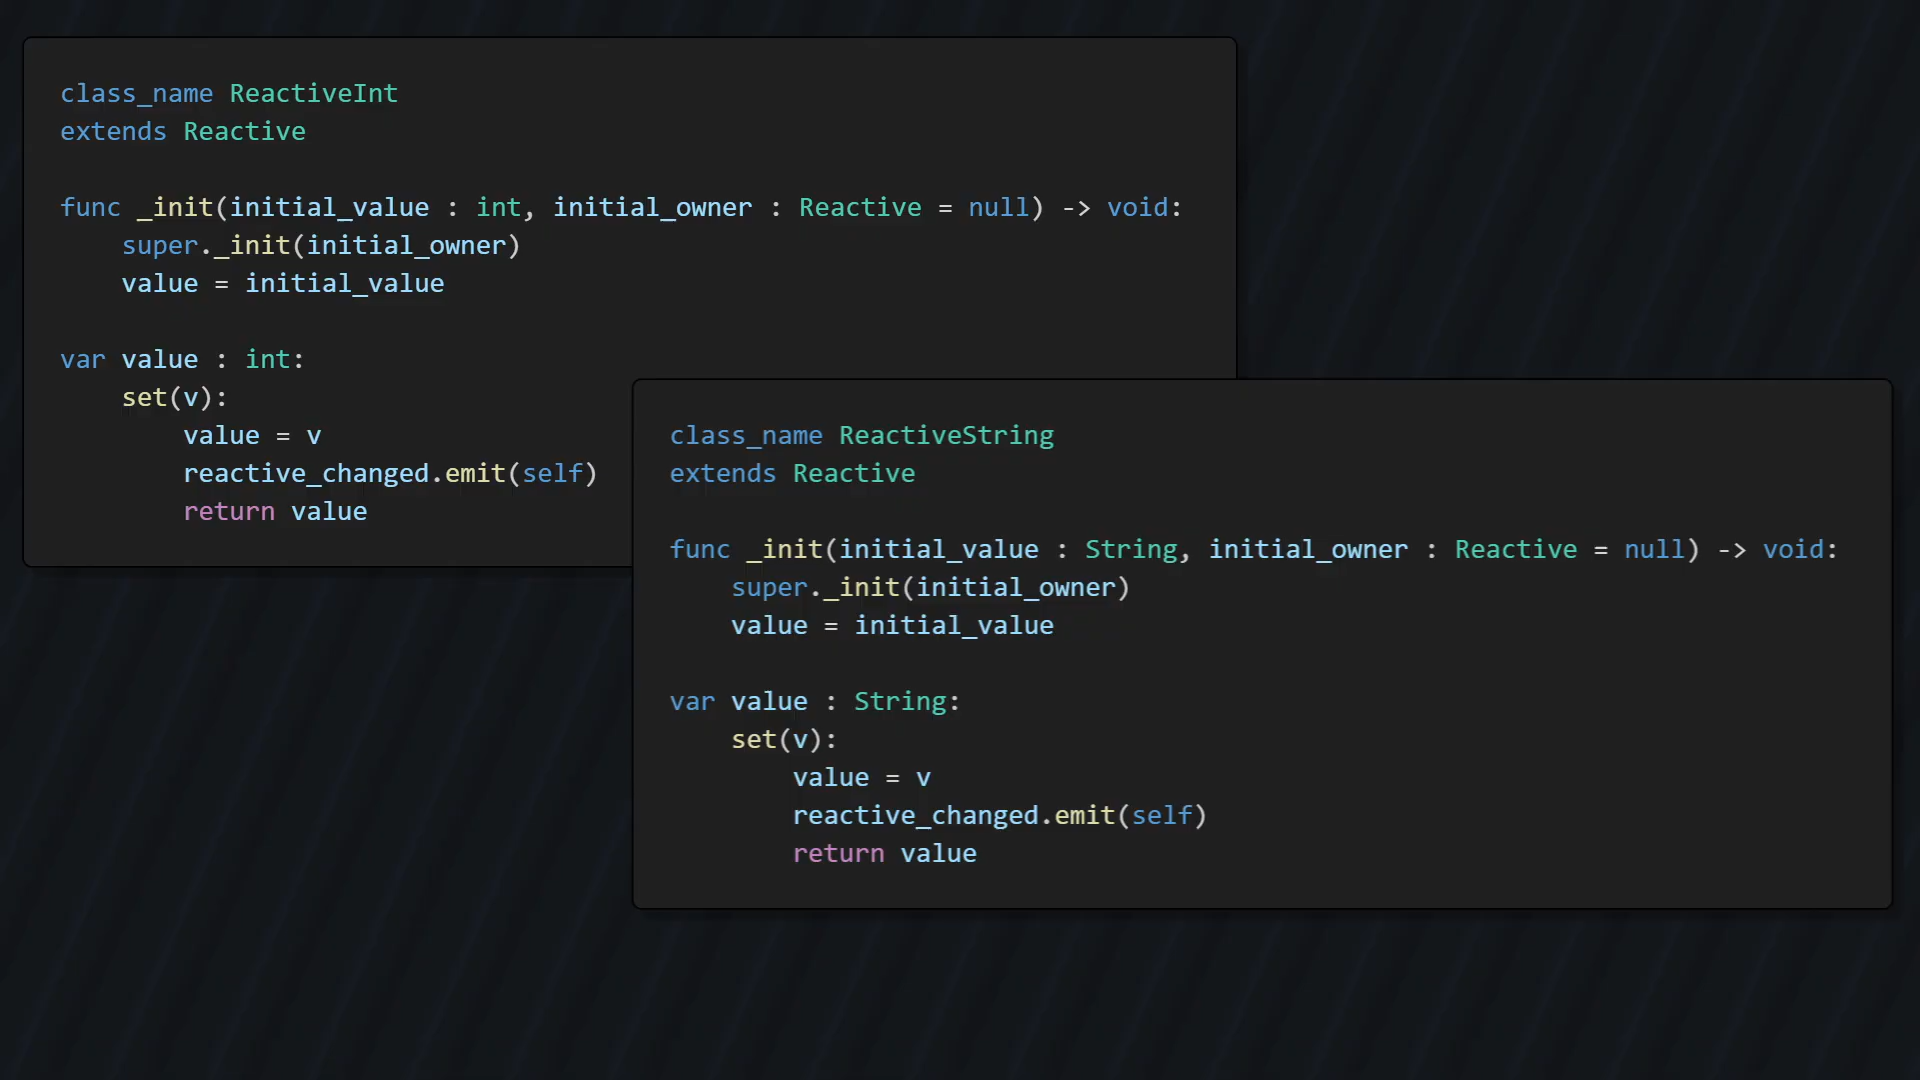 class_name ReactiveInt
extends Reactive
func _init(initial_value : int, initial_owner : Reactive = null) -> void:
super._init(initial_owner)
value = initial_value
var value : int:
set(v):
value = v
reactive_changed.emit(self)
return value
class_name ReactiveString
extends Reactive
func _init(initial_value : String, initial_owner : Reactive = null) -> void:
super._init(initial_owner)
value = initial_value
var value : String:
set(v):
value = v
reactive_changed.emit(self)
return value